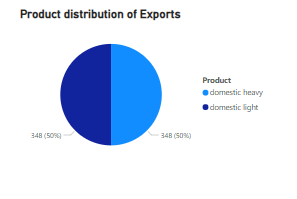 Product distribution of Exports
Product
domestic heavy
domestic light
348 (50%)
348 (50%)